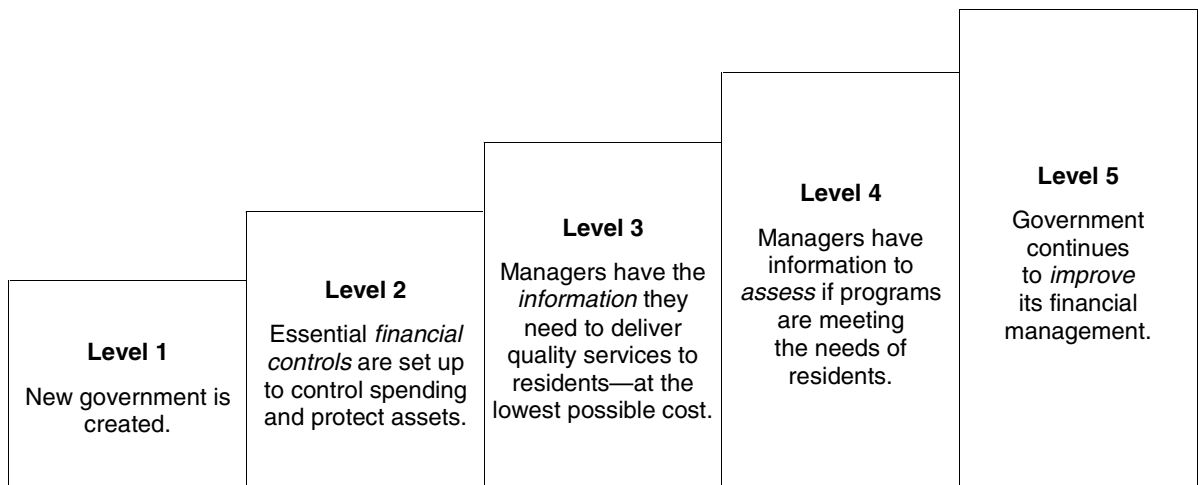 Level 1
New government is
created.
Level 2
Essential financial
controls are set up
to control spending
and protect assets.
Level 3
Managers have the
information they
need to deliver
quality services to
residents—at the
lowest possible cost.
Level 4
Managers have
information to
assess if programs
are meeting
the needs of
residents.
Level 5
Government
continues
to improve
its financial
management.